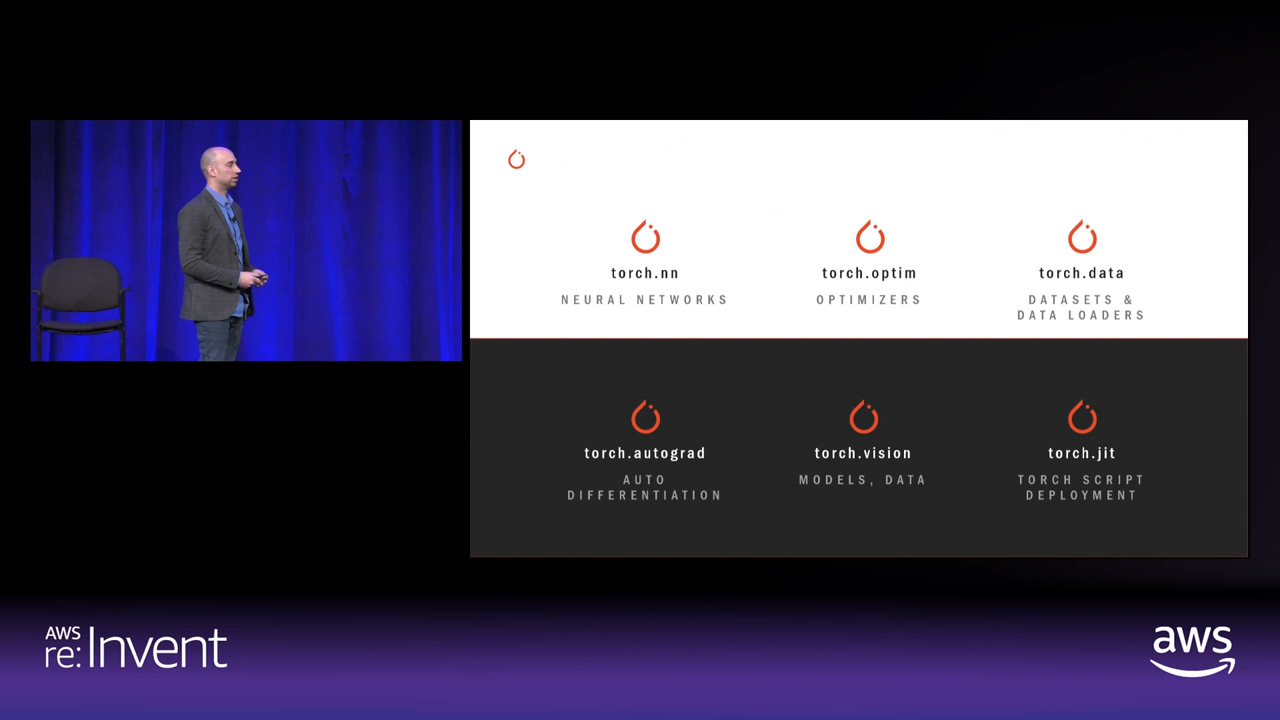 torch.nn
NEURAL NETWORKS
torch.optim
OPTIMIZERS
torch.data
DATASETS &
DATA LOADERS
torch.autograd
AUTO
DIFFERENTIATION
torch.vision
MODELS, DATA
torch.jit
TORCH SCRIPT
DEPLOYMENT
AWS
re:Invent
aws